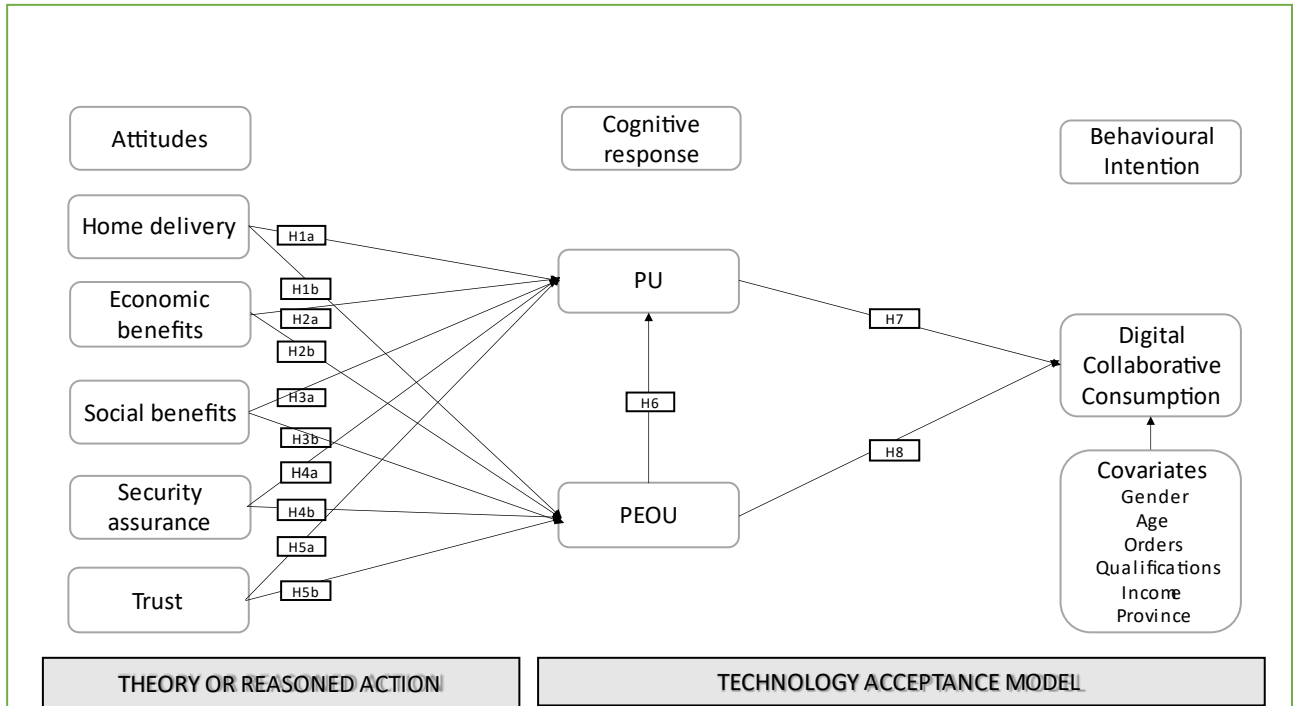 Attitudes
Cognitive
response
Behavioural
Intention
Home delivery
Economic
benefits
Social benefits
Security
assurance
Trust
H1a
H1b
H2a
H2b
H3a
H3b
H4a
H4b
H5a
H5b
PU
H6
PEOU
H7
H8
Digital
Collaborative
Consumption
Covariates
Gender
Age
Orders
Qualifications
Income
Province
THEORY OR REASONED ACTION
TECHNOLOGY ACCEPTANCE MODEL